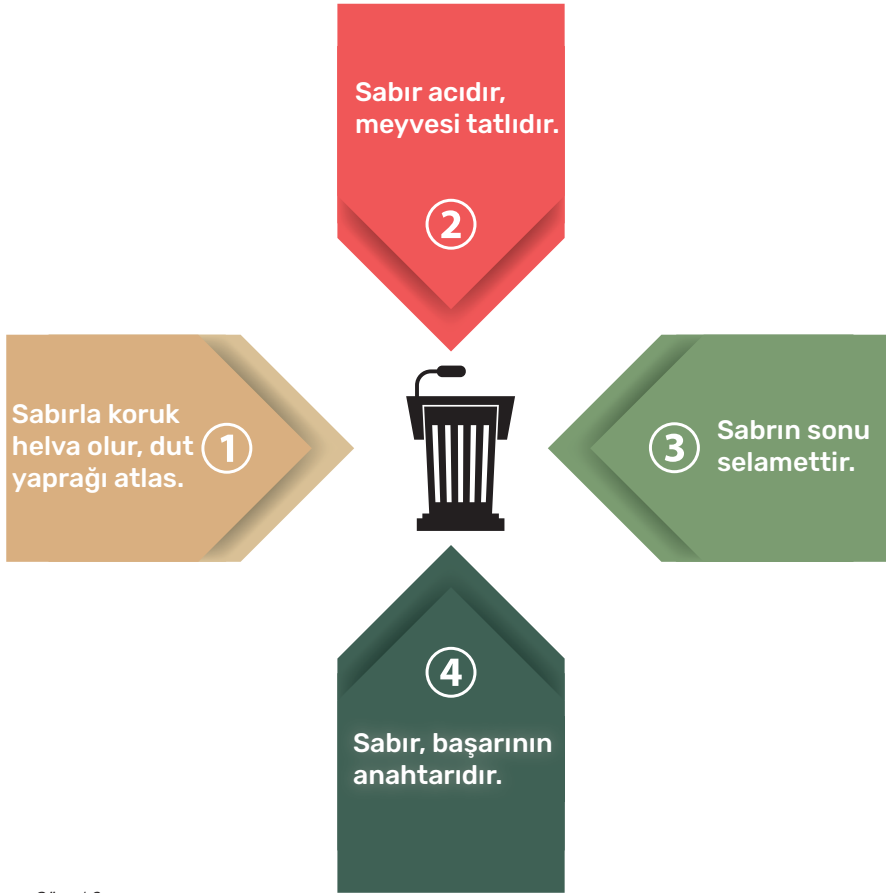 Sabır acıdır,
meyvesi tatlıdır.
2
Sabırla koruk
helva olur, dut
yaprağı atlas.
1
3
Sabrın sonu
selamettir.
4
Sabır, başarının
anahtarıdır.